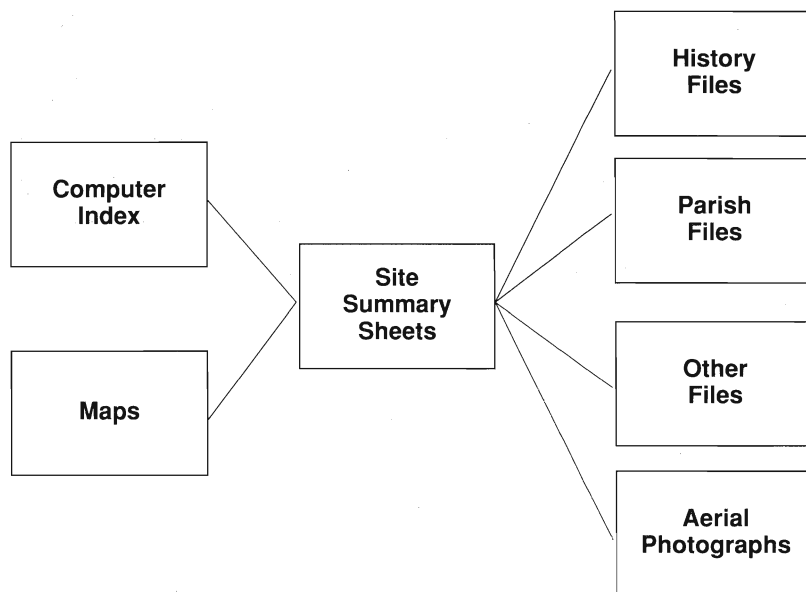 Computer
Index
Maps
Site
Summary
Sheets
History
Files
Parish
Files
Other
Files
Aerial
Photographs